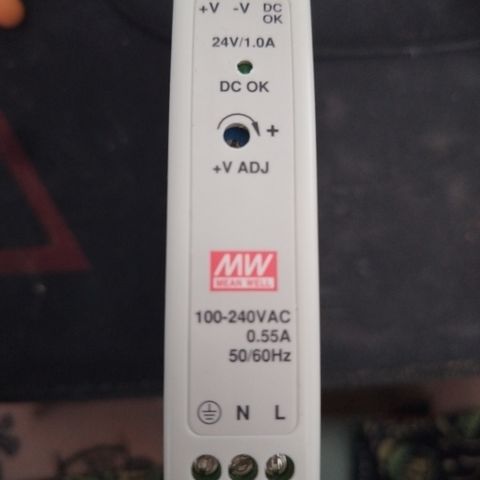 +V -V DC
OK
24V/1.0A
DC OK
+
+V ADJ
MW
MEAN WELL
100-240VAC
0.55A
50/60Hz
⏚ N L